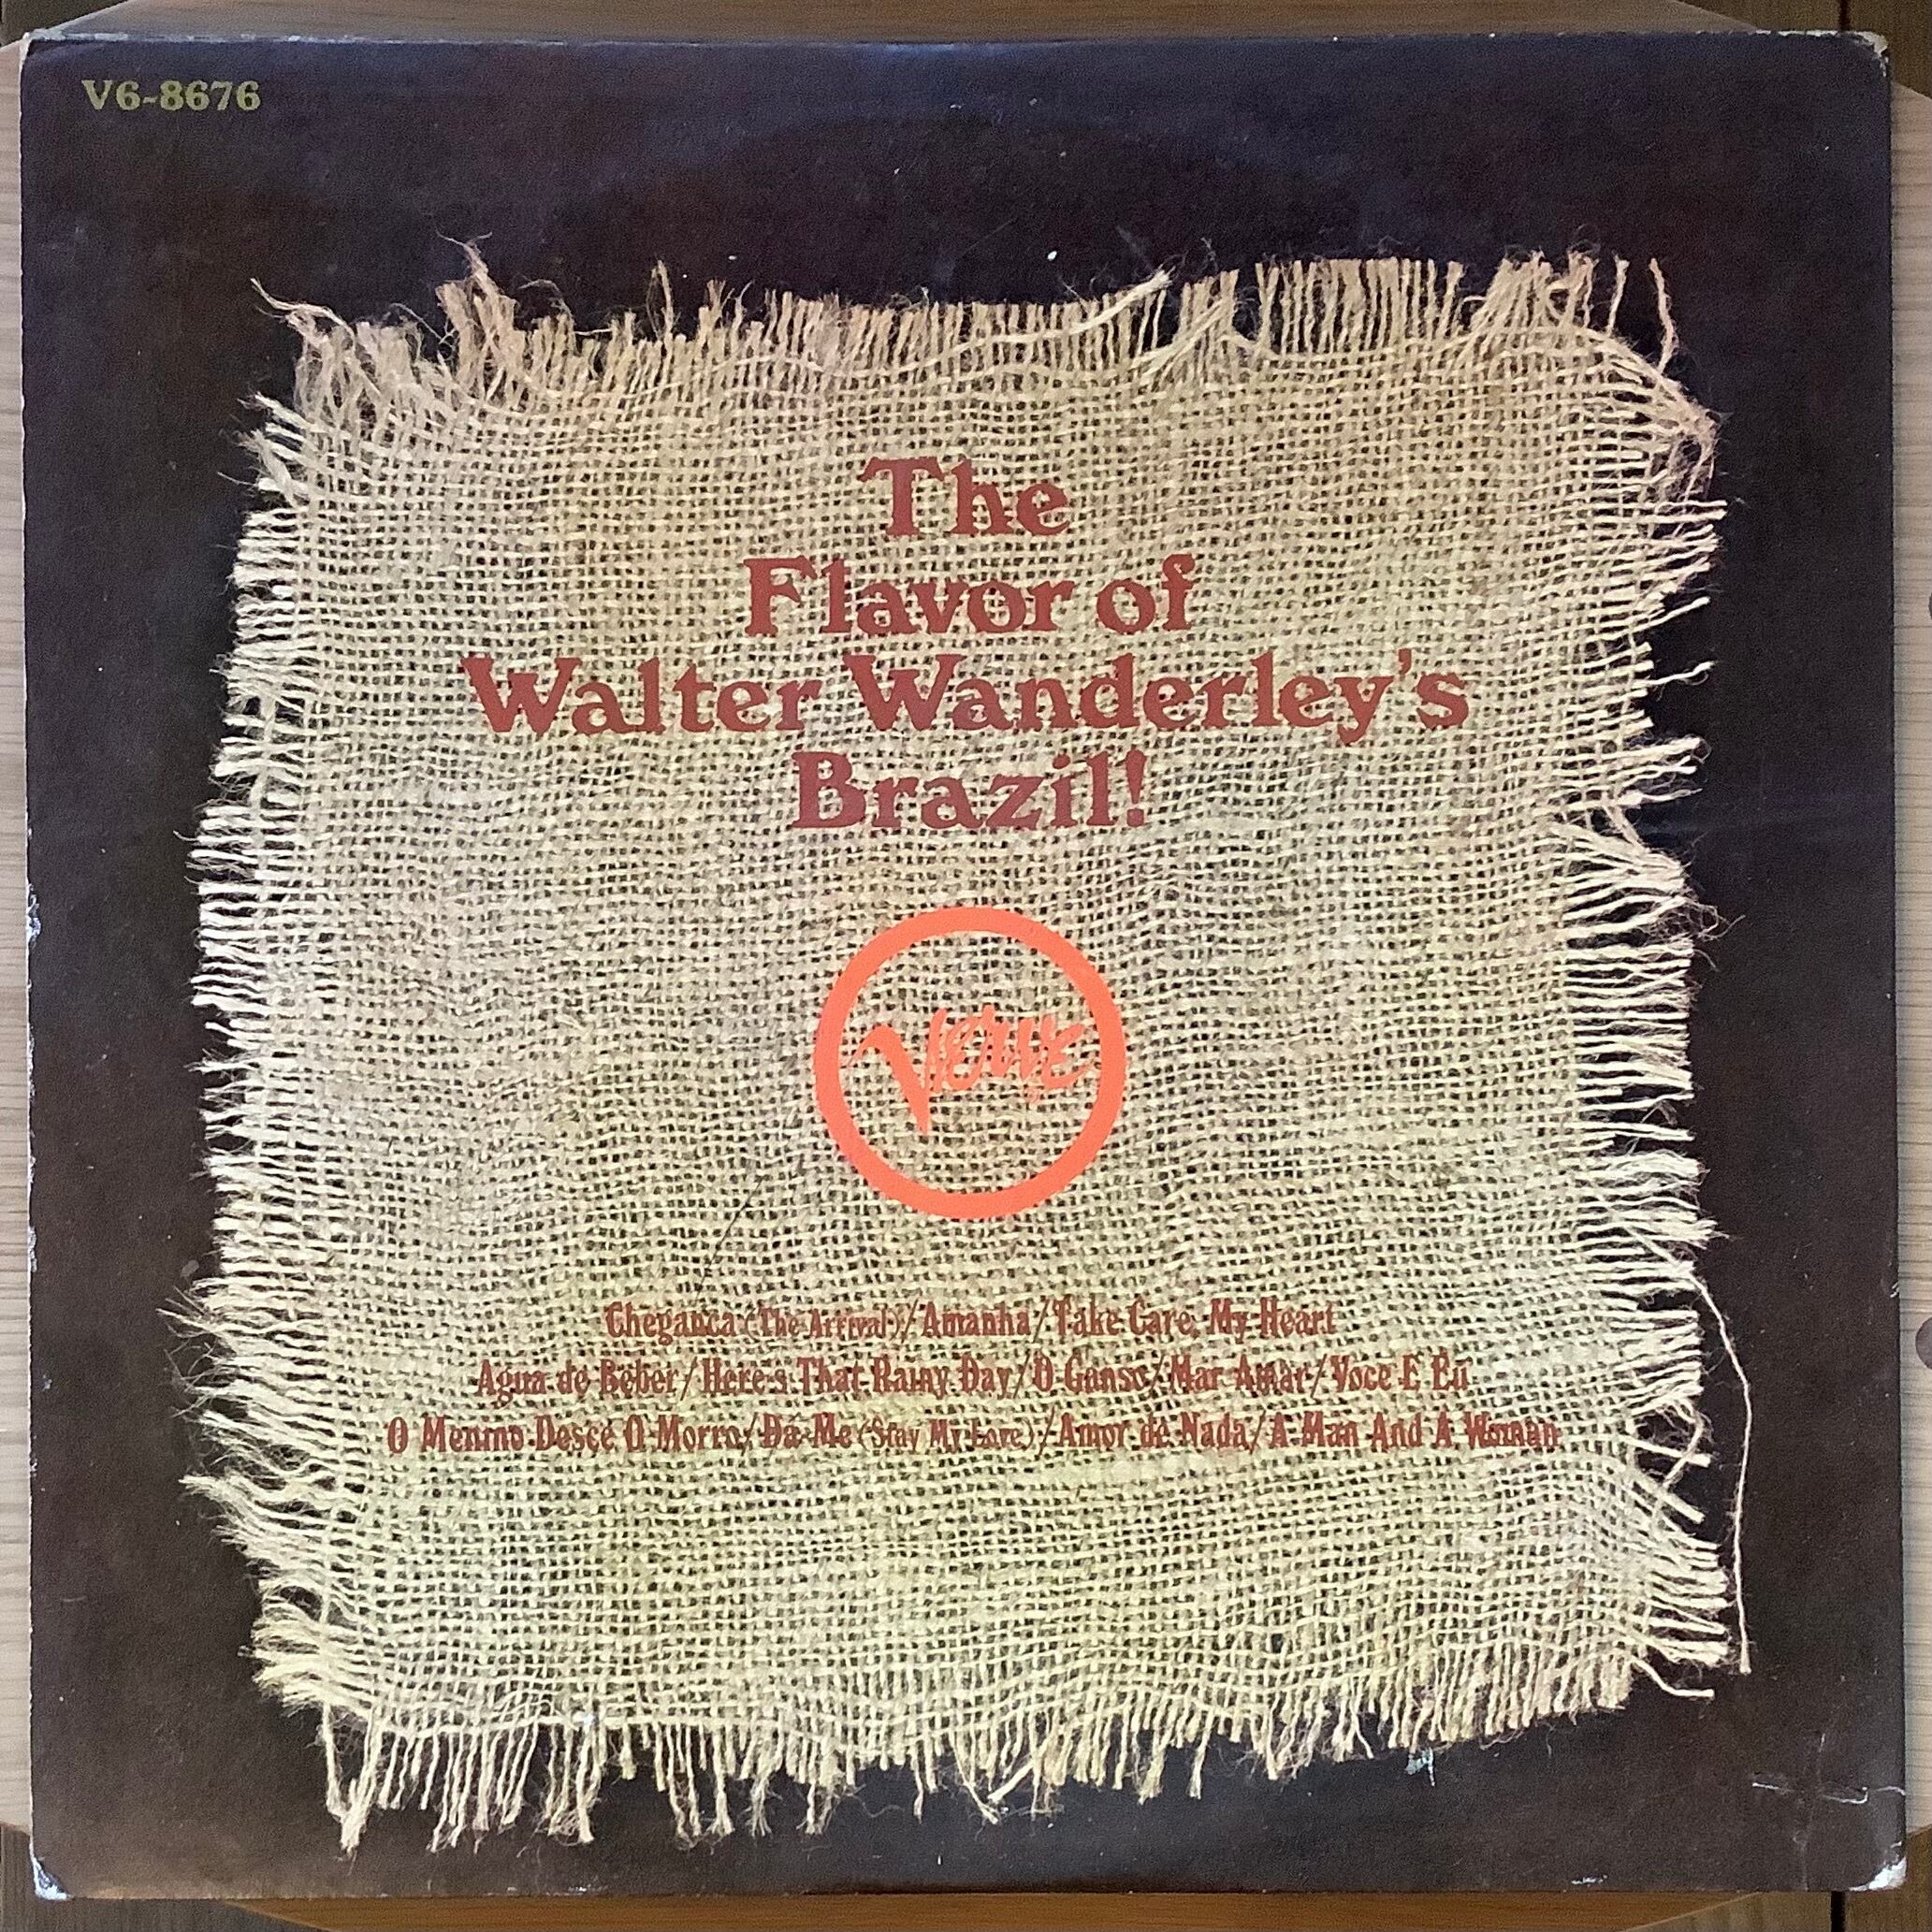 V6-8676
The
Flavor of
Walter Wanderley's
Brazil!
Verve
Cheganca (The Arrival)/Amanha/Take Care, My Heart
Agua de Beber/Here's That Rainy Day/O Ganso/Mar Amar/Voce E Eu
O Menino Desce O Morro/Dá-Me (Stay My Love)/Amor de Nada/A Man And A Woman